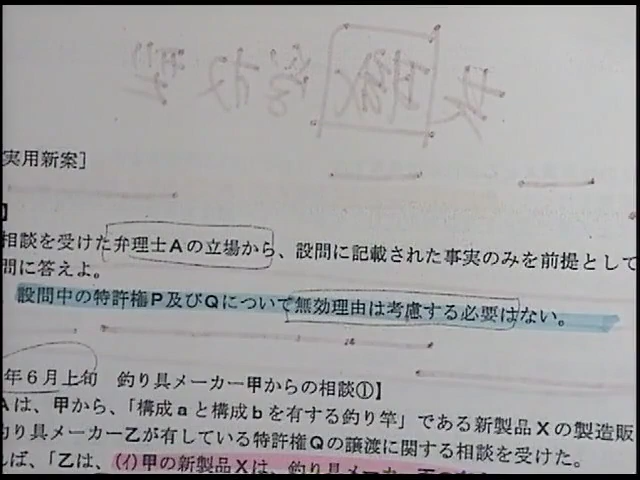 実用新案】
】
相談を受けた弁理士Aの立場から、設問に記載された事実のみを前提として
問に答えよ。
設問中の特許権P及びQについて無効理由は考慮する必要はない。
年6月上旬 釣り具メーカー甲からの相談①】
Aは、甲から、「構成aと構成bを有する釣り竿」である新製品Xの製造販
釣り具メーカー乙が有している特許権Qの譲渡に関する相談を受けた。
れば、「乙は、(イ)甲の新製品Xは、釣り具メーカー